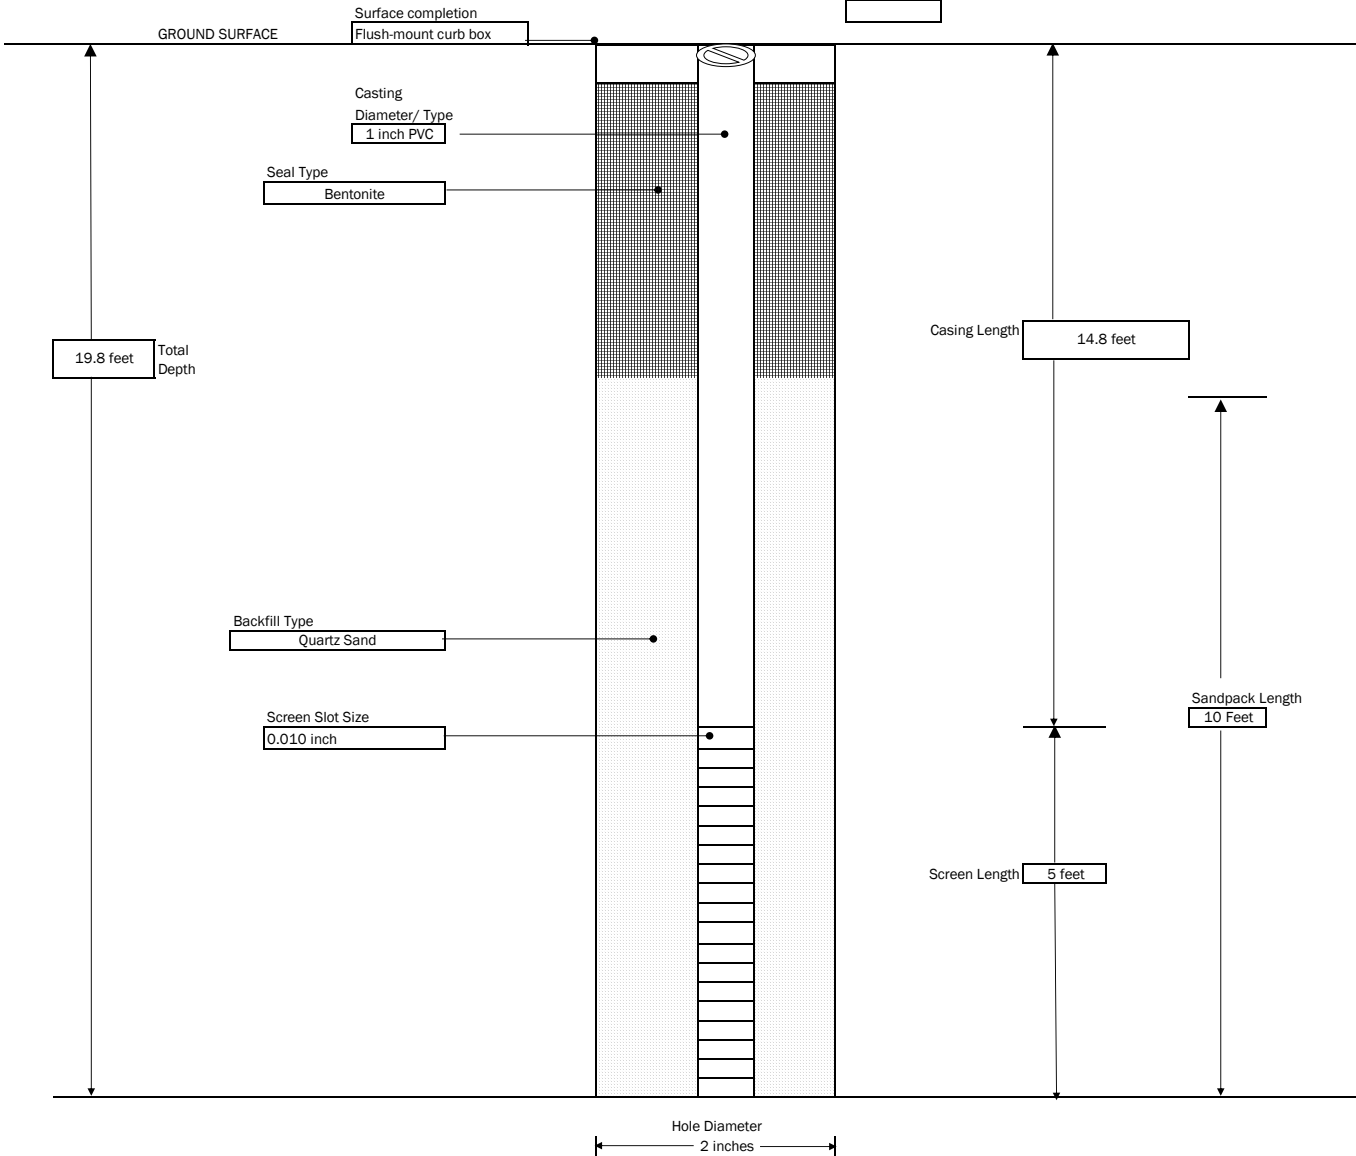 Surface completion
GROUND SURFACE
Flush-mount curb box
Casting
Diameter/ Type
1 inch PVC
Seal Type
Bentonite
Casing Length
14.8 feet
19.8 feet
Total
Depth
Backfill Type
Quartz Sand
Sandpack Length
10 Feet
Screen Slot Size
0.010 inch
Screen Length
5 feet
Hole Diameter
2 inches